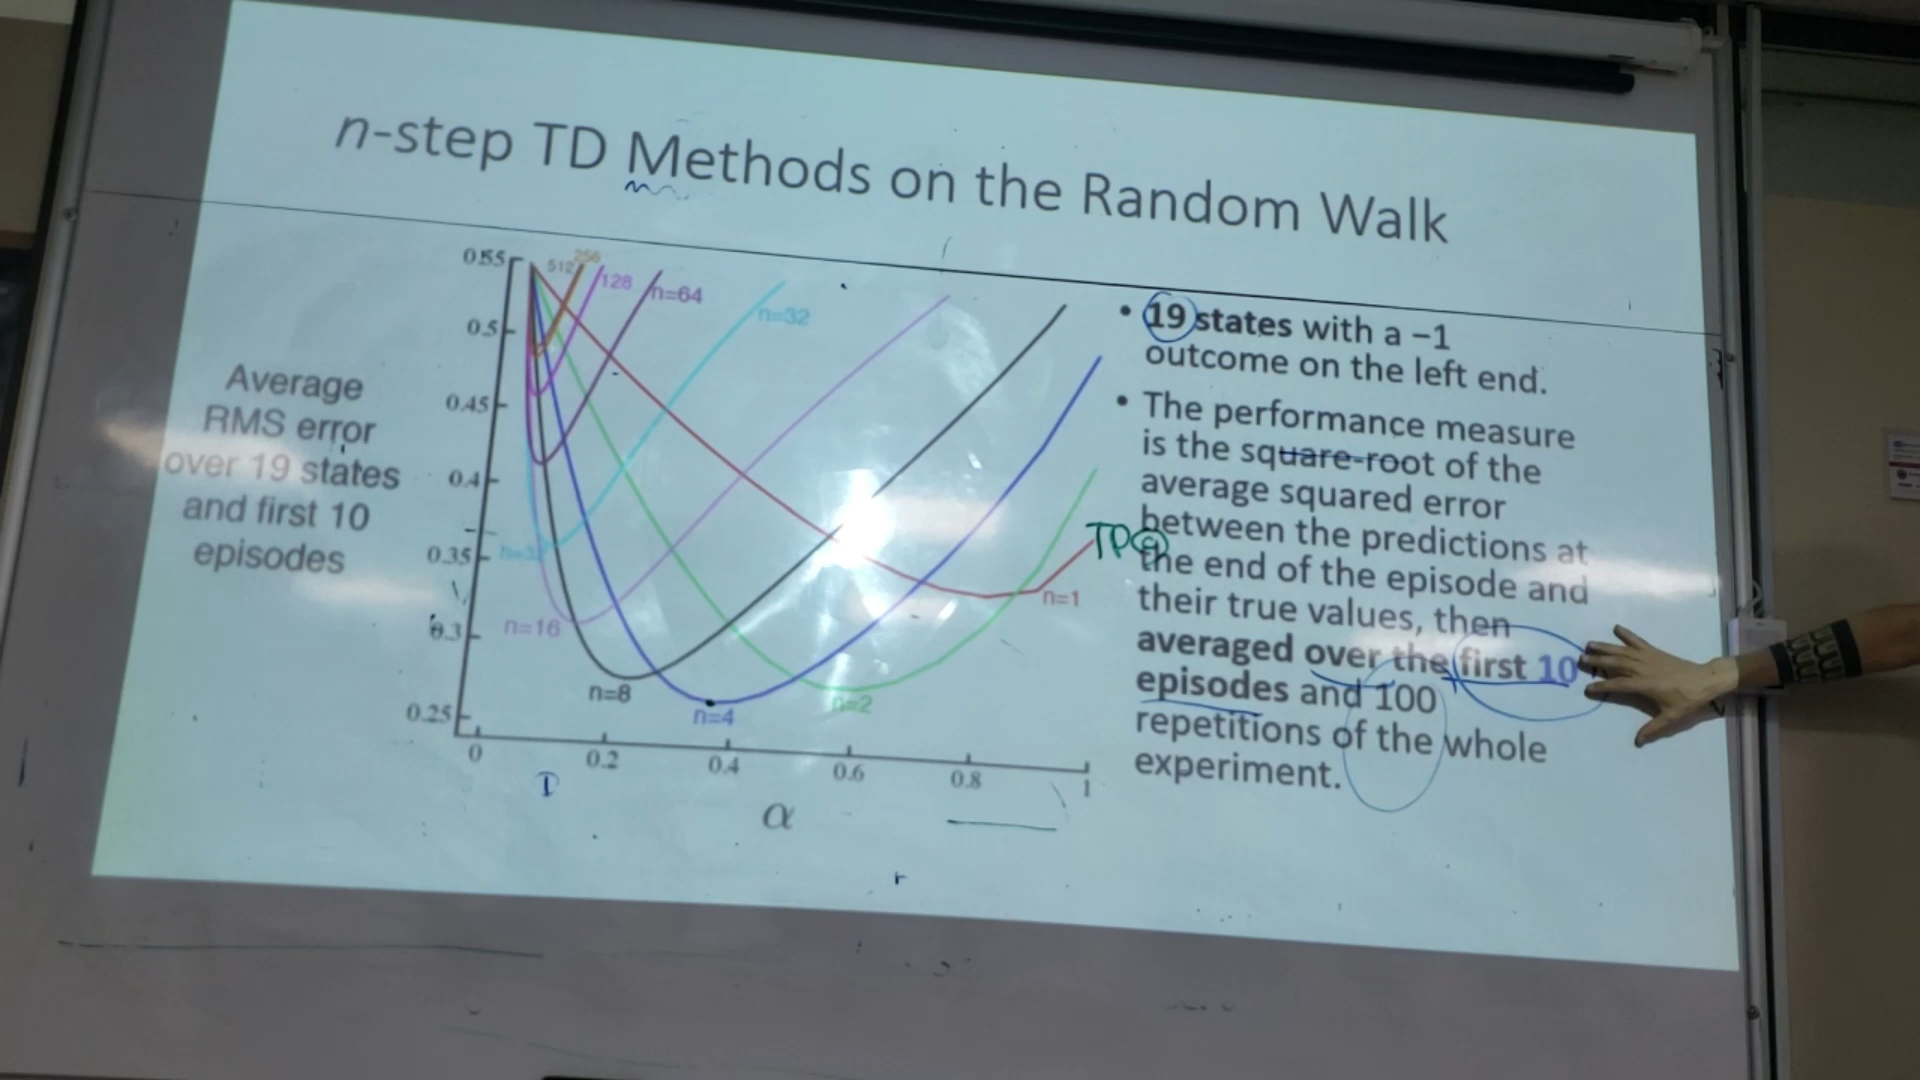 n-step TD Methods on the Random Walk
Average
RMS error
over 19 states
and first 10
episodes
0.55
0.5
0.45
0.4
0.35
0.3
0.25
512
256
128
n=64
n=32
n=32
n=16
n=8
n=4
n=2
n=1
0
0.2
0.4
0.6
0.8
1
α
• 19 states with a −1
outcome on the left end.
• The performance measure
is the square-root of the
average squared error
between the predictions at
the end of the episode and
their true values, then
averaged over the first 10
episodes and 100
repetitions of the whole
experiment.